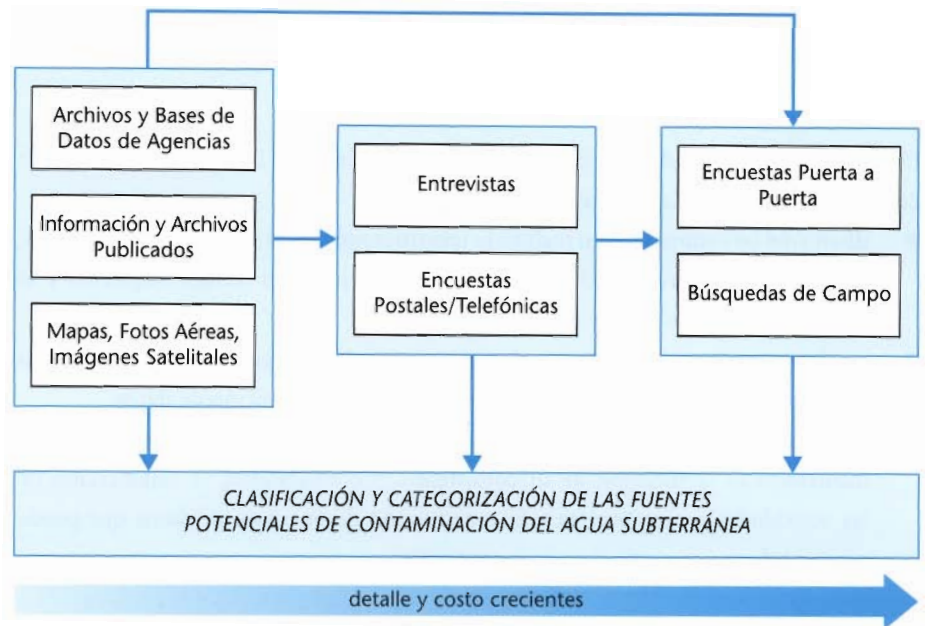 Archivos y Bases de
Datos de Agencias
Información y Archivos
Publicados
Mapas, Fotos Aéreas,
Imágenes Satelitales
Entrevistas
Encuestas
Postales/Telefónicas
Encuestas Puerta a
Puerta
Búsquedas de Campo
CLASIFICACIÓN Y CATEGORIZACIÓN DE LAS FUENTES
POTENCIALES DE CONTAMINACIÓN DEL AGUA SUBTERRÁNEA
detalle y costo crecientes